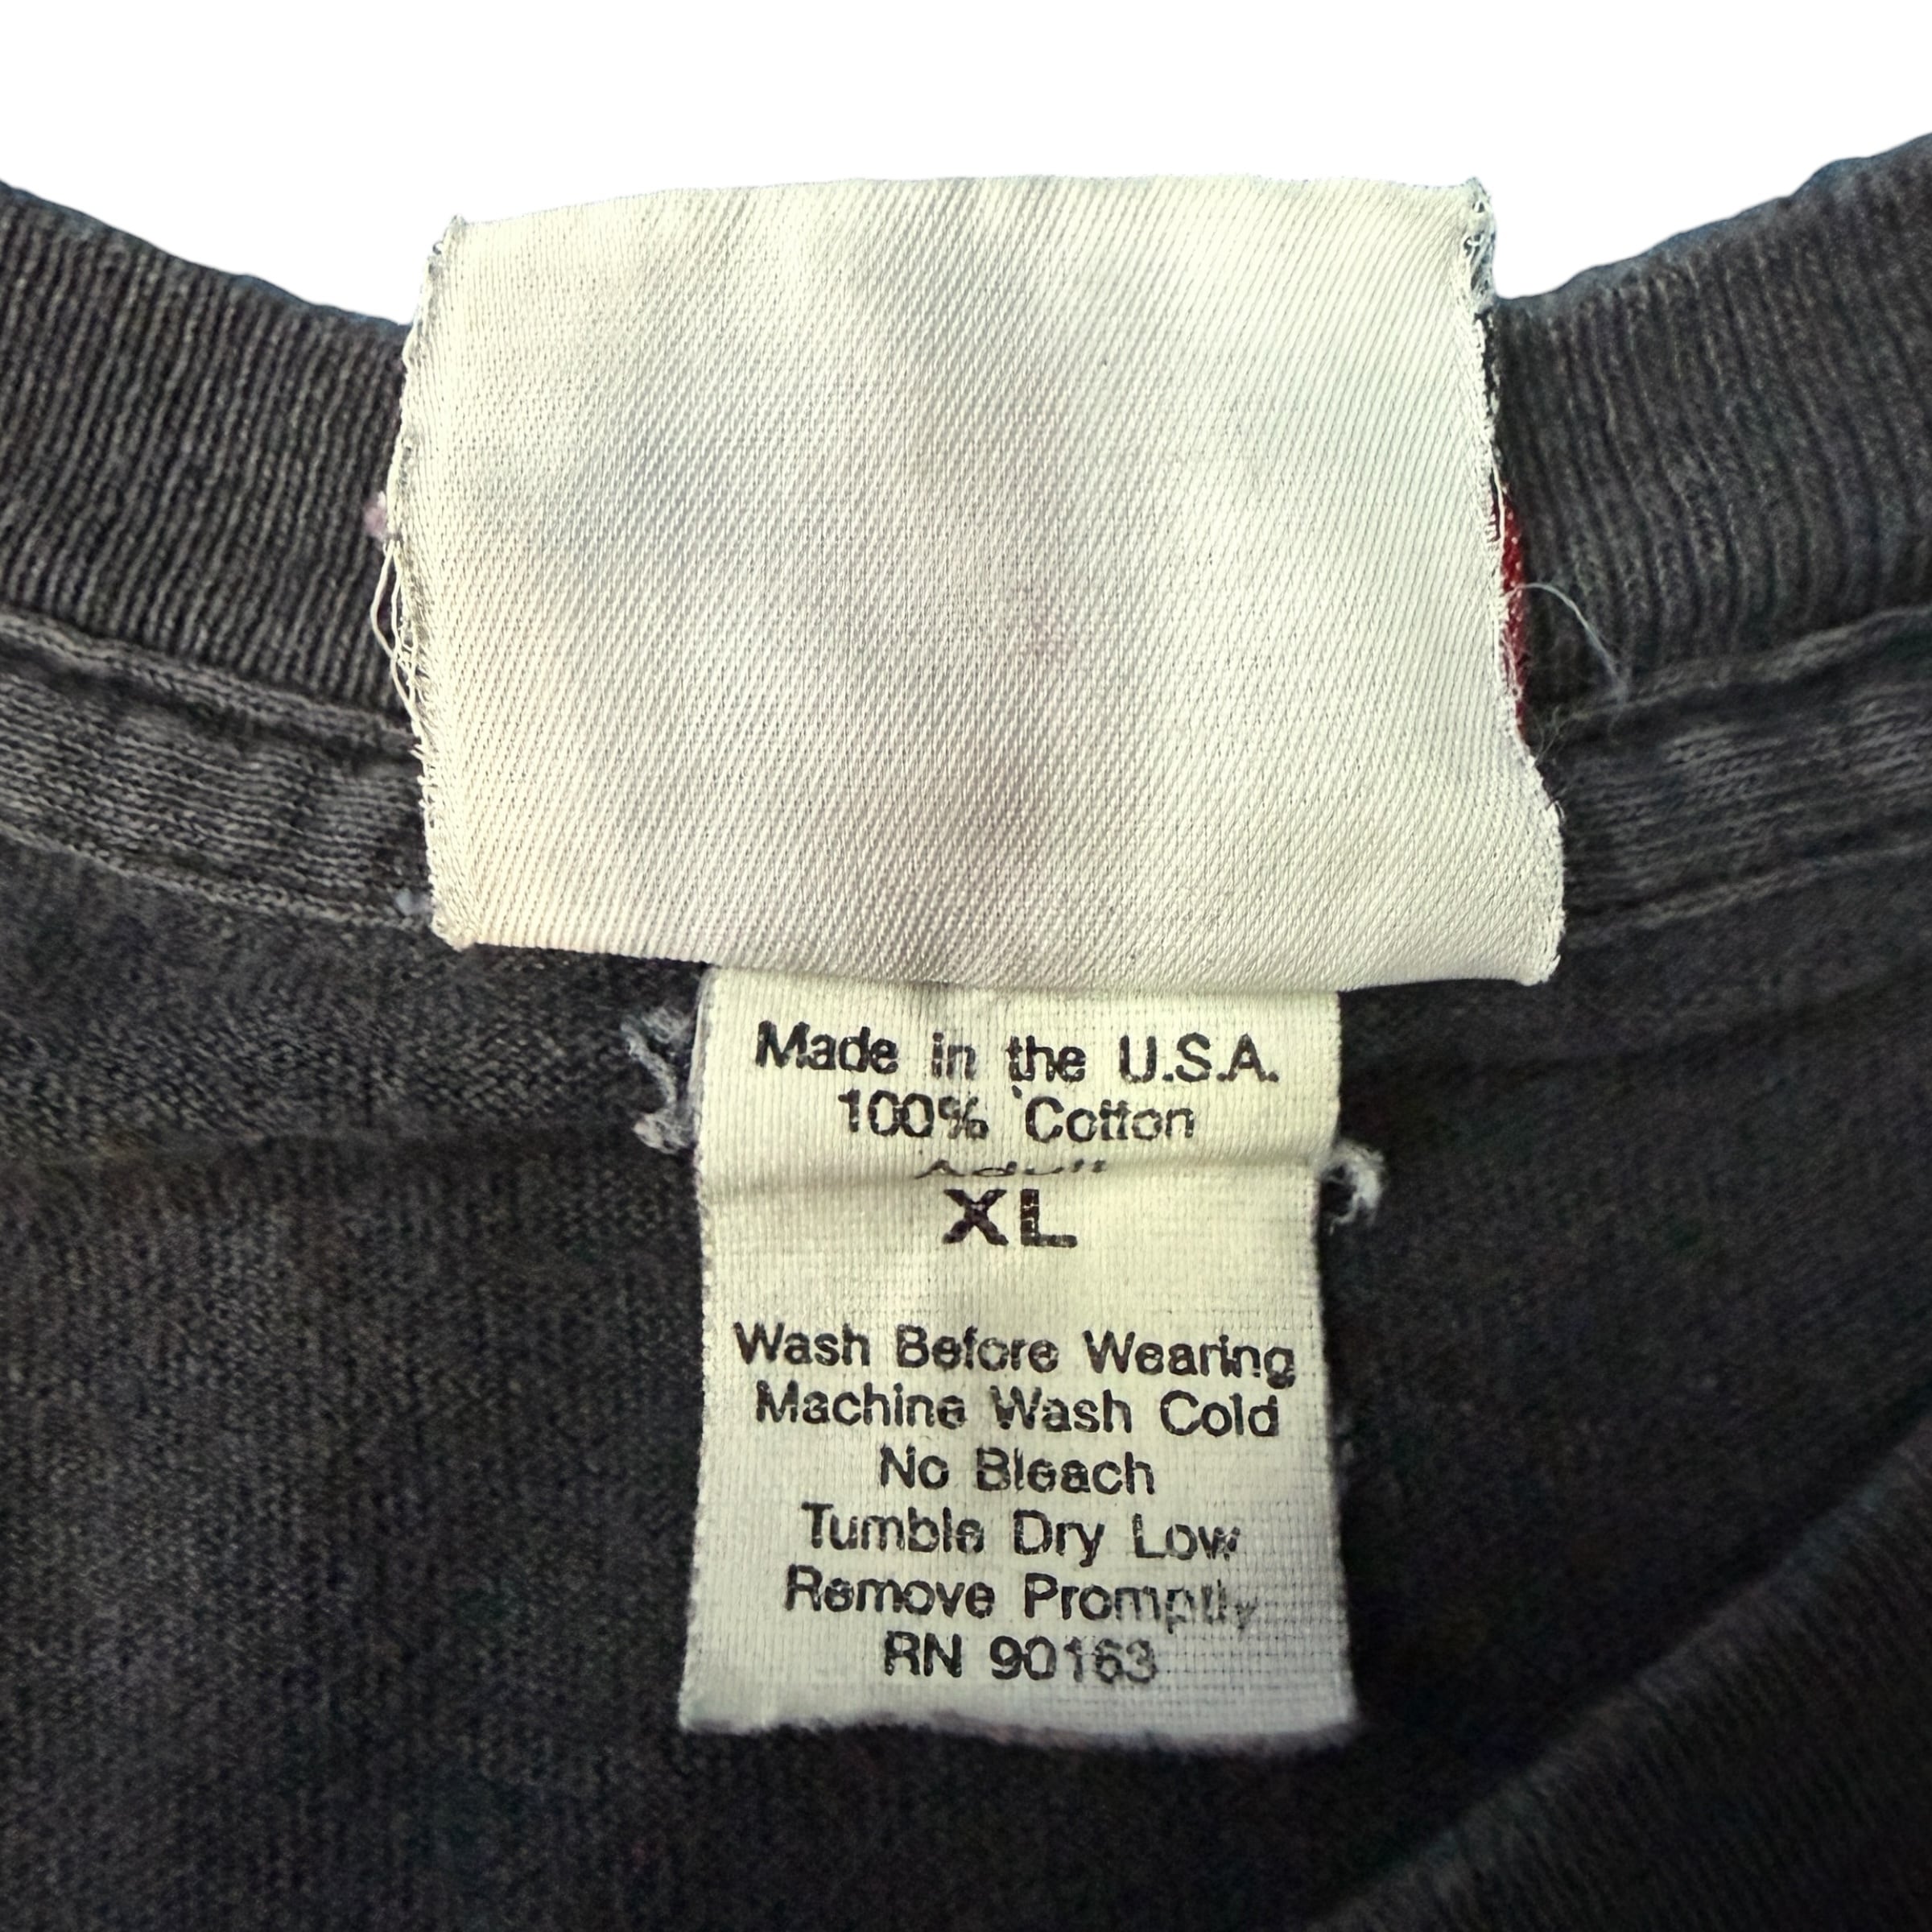 Made in the U.S.A.
100% Cotton
Adult
XL
Wash Before Wearing
Machine Wash Cold
No Bleach
Tumble Dry Low
Remove Promptly
RN 90163